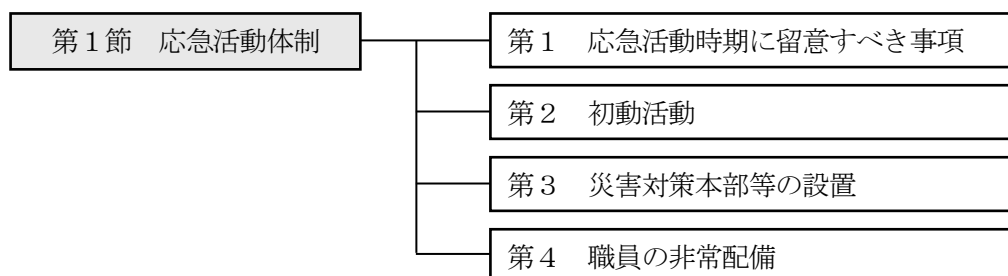 第１節　応急活動体制
第１　応急活動時期に留意すべき事項
第２　初動活動
第３　災害対策本部等の設置
第４　職員の非常配備